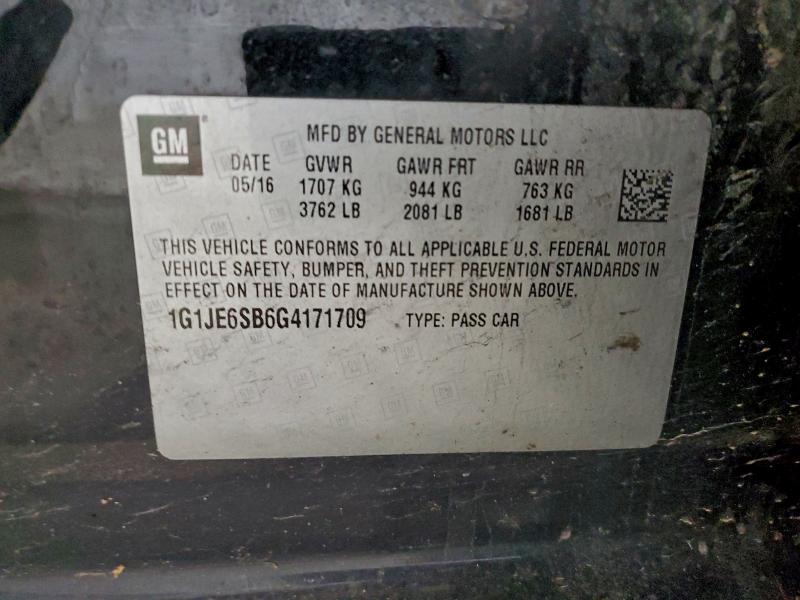 GM
MFD BY GENERAL MOTORS LLC
DATE GVWR GAWR FRT GAWR RR
05/16 1707 KG 944 KG 763 KG
3762 LB 2081 LB 1681 LB
THIS VEHICLE CONFORMS TO ALL APPLICABLE U.S. FEDERAL MOTOR
VEHICLE SAFETY, BUMPER, AND THEFT PREVENTION STANDARDS IN
EFFECT ON THE DATE OF MANUFACTURE SHOWN ABOVE.
1G1JE6SB6G4171709 TYPE: PASS CAR